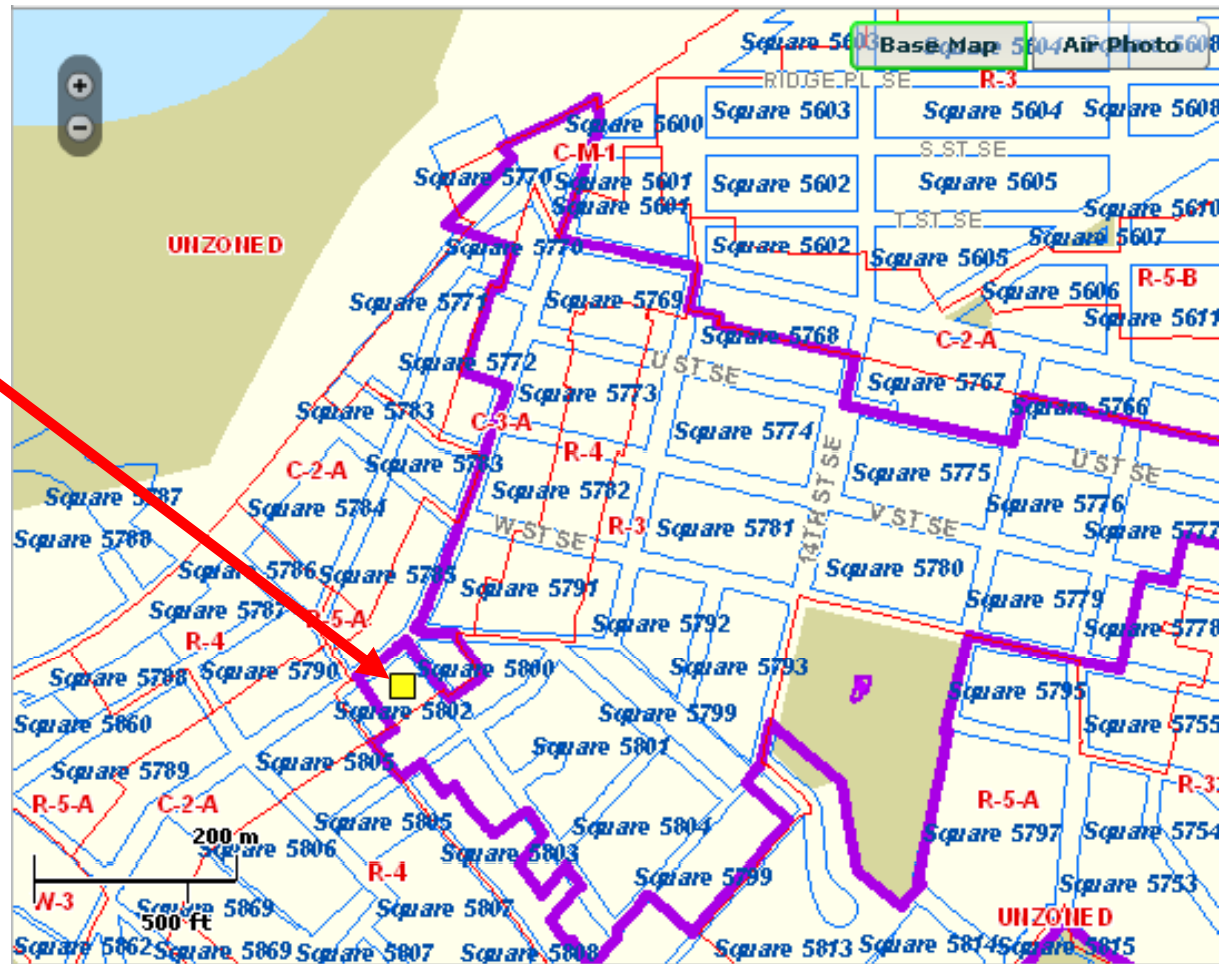 Square 5603
Base Map
5604
Air Photo
5608
RIDGE PL SE
R-3
Square 5603
Square 5604
Square 5608
Square 5600
C-M-1
S ST SE
Square 5770
Square 5601
Square 5602
Square 5605
Square 5601
Square 5610
T ST SE
UNZONED
Square 5770
Square 5602
Square 5605
Square 5607
Square 5771
Square 5769
Square 5606
R-5-B
Square 5768
C-2-A
Square 5611
Square 5772
U ST SE
Square 5773
Square 5767
Square 5783
C-3-A
Square 5766
Square 5774
R-4
C-2-A
Square 5783
14TH ST SE
Square 5775
U ST SE
Square 5787
Square 5784
Square 5782
Square 5776
Square 5788
W ST SE
R-3
Square 5781
V ST SE
Square 5777
Square 5786
Square 5785
Square 5791
Square 5780
Square 5787
R-5-A
Square 5792
Square 5779
Square 5778
R-4
Square 5788
Square 5790
Square 5800
Square 5793
Square 5795
Square 5860
Square 5802
Square 5799
Square 5755
Square 5789
Square 5805
Square 5801
R-5-A
C-2-A
R-5-A
R-3
200 m
Square 5806
Square 5805
Square 5804
Square 5797
Square 5754
Square 5803
R-4
Square 5799
Square 5753
W-3
500 ft
Square 5869
Square 5807
UNZONED
Square 5862
Square 5869
Square 5807
Square 5808
Square 5813
Square 5814
Square 5815